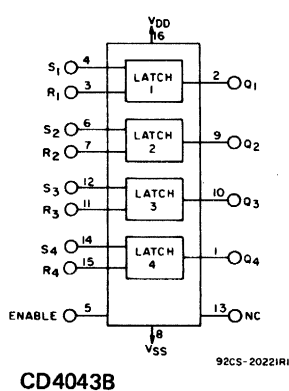 VDD
16
S1 4
LATCH 1
2 Q1
R1 3
S2 6
LATCH 2
9 Q2
R2 7
S3 12
LATCH 3
10 Q3
R3 11
S4 14
LATCH 4
1 Q4
R4 15
ENABLE 5
13 NC
8
VSS
92CS-20221R1
CD4043B